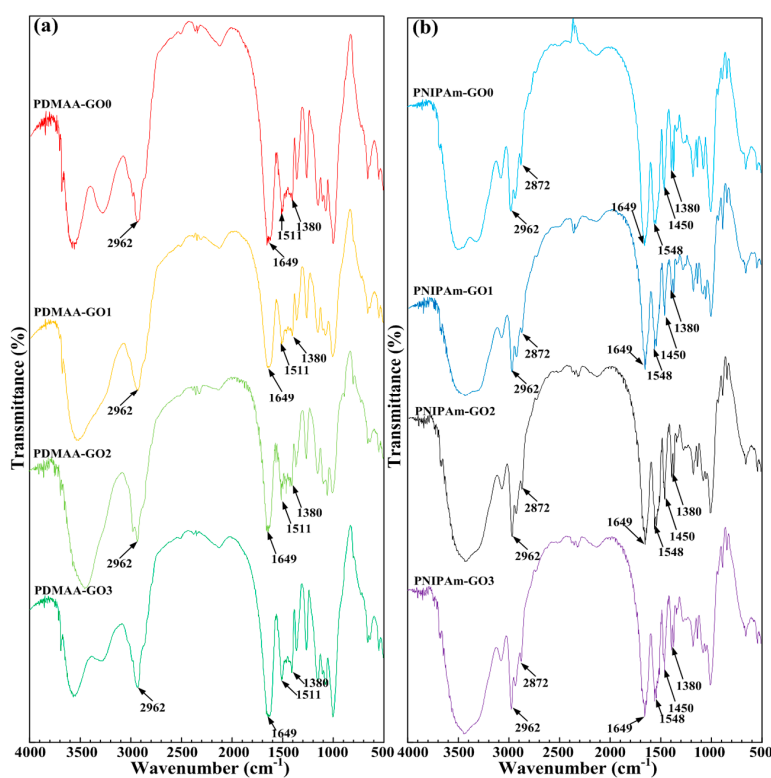 (a)
PDMAA-GO0
2962
1649
1511
1380
PDMAA-GO1
2962
1649
1511
1380
PDMAA-GO2
2962
1649
1511
1380
PDMAA-GO3
2962
1649
1511
1380
Transmittance (%)
4000 3500 3000 2500 2000 1500 1000 500
Wavenumber (cm⁻¹)
(b)
PNIPAm-GO0
2872
2962
1649
1548
1450
1380
PNIPAm-GO1
2872
2962
1649
1548
1450
1380
PNIPAm-GO2
2872
2962
1649
1548
1450
1380
PNIPAm-GO3
2872
2962
1649
1548
1450
1380
Transmittance (%)
4000 3500 3000 2500 2000 1500 1000 500
Wavenumber (cm⁻¹)